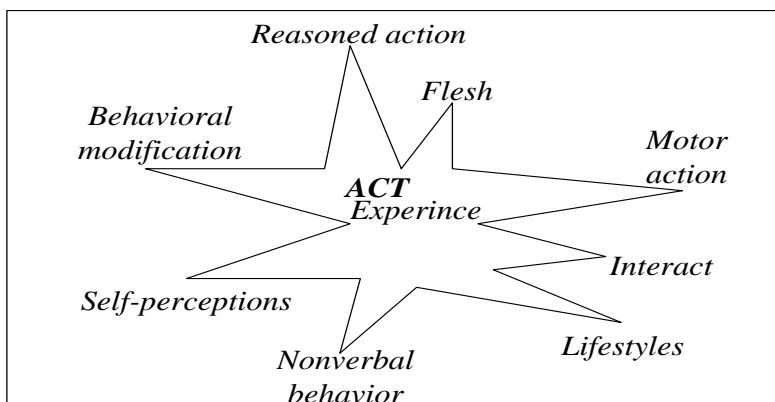 Reasoned action
Flesh
Behavioral
modification
Motor
action
ACT
Experince
Interact
Self-perceptions
Lifestyles
Nonverbal
behavior